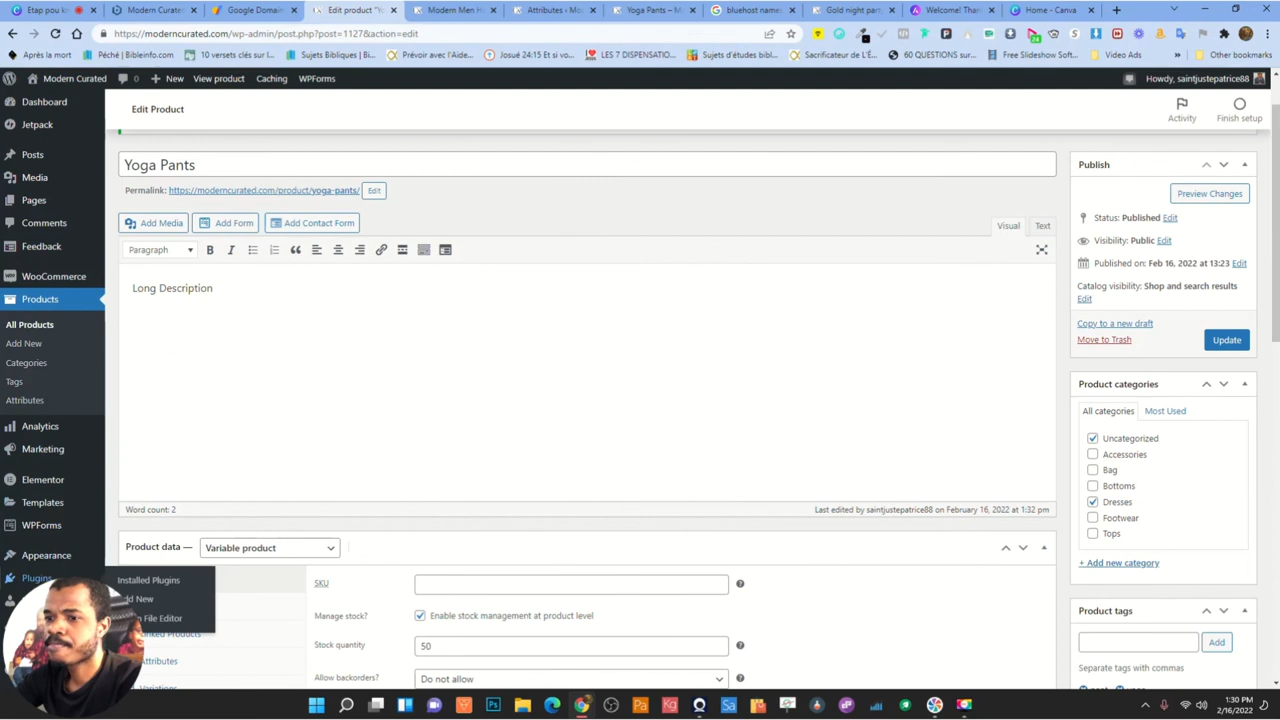 Etap pou k
Modern Curate
Google Domain
Edit product "Yo
Modern Men H
Attributes ‹ Mo
Yoga Pants – M
bluehost names
Gold night part
Welcome! Than
Home - Canva
https://moderncurated.com/wp-admin/post.php?post=1127&action=edit
Après la mort
Péché | Bibleinfo.com
10 versets clés sur...
Sujets Bibliques |...
Prévoir avec l'Aide...
Josué 24:15 Et si vo...
LES 7 DISPENSATIO...
Sujets d'études bibl...
Sacrificateur de L'É...
60 QUESTIONS sur...
Free Slideshow Soft...
Video Ads
»
Other bookmarks
Modern Curated
0
New
View product
Caching
WPForms
Howdy, saintjustepatrice88
Dashboard
Jetpack
Posts
Media
Pages
Comments
Feedback
WooCommerce
Products
All Products
Add New
Categories
Tags
Attributes
Analytics
Marketing
Elementor
Templates
WPForms
Appearance
Plugins
Installed Plugins
dd New
File Editor
Edit Product
Activity
Finish setup
Yoga Pants
Permalink: https://moderncurated.com/product/yoga-pants/ Edit
Add Media
Add Form
Add Contact Form
Visual
Text
Paragraph
Long Description
Word count: 2
Last edited by saintjustepatrice88 on February 16, 2022 at 1:32 pm
Product data —
Variable product
inked Products
Attributes
Variations
SKU
Manage stock?
Enable stock management at product level
Stock quantity
50
Allow backorders?
Do not allow
Publish
Preview Changes
Status: Published Edit
Visibility: Public Edit
Published on: Feb 16, 2022 at 13:23 Edit
Catalog visibility: Shop and search results
Edit
Copy to a new draft
Move to Trash
Update
Product categories
All categories
Most Used
Uncategorized
Accessories
Bag
Bottoms
Dresses
Footwear
Tops
+ Add new category
Product tags
Add
Separate tags with commas
1:30 PM
2/16/2022